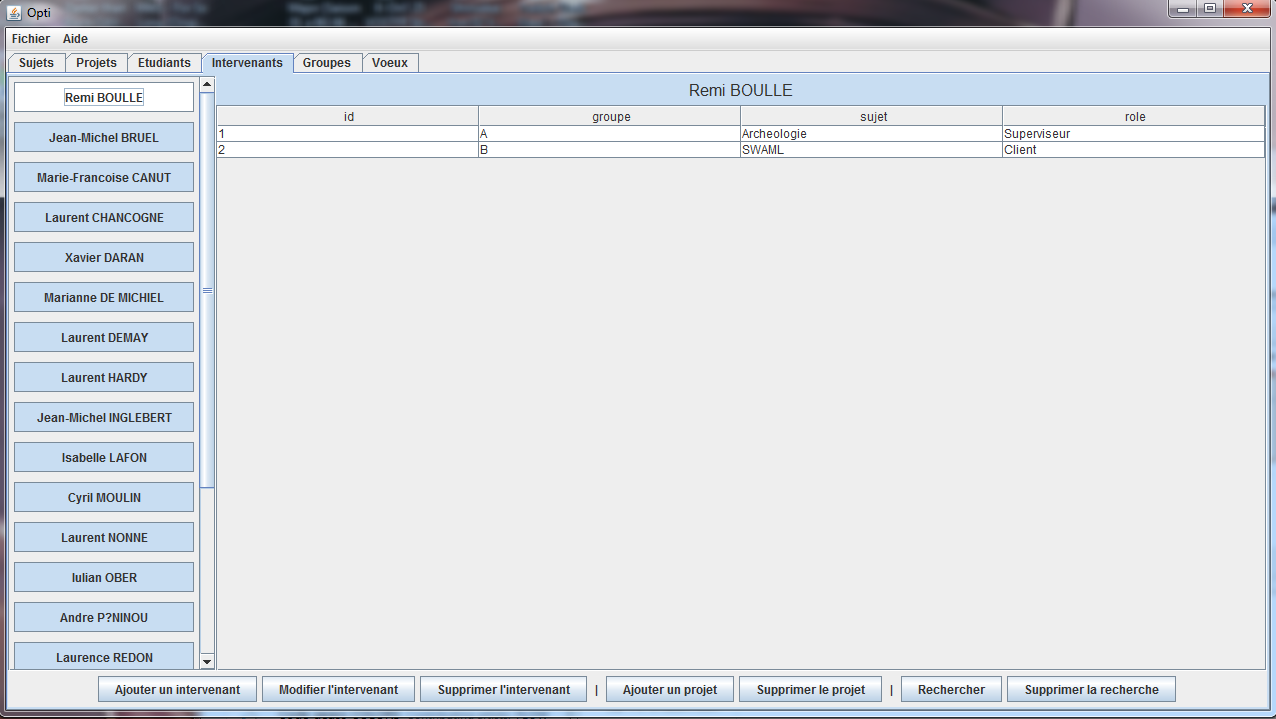 Opti
Fichier Aide
Sujets Projets Etudiants Intervenants Groupes Voeux
Remi BOULLE
Jean-Michel BRUEL
Marie-Francoise CANUT
Laurent CHANCOGNE
Xavier DARAN
Marianne DE MICHIEL
Laurent DEMAY
Laurent HARDY
Jean-Michel INGLEBERT
Isabelle LAFON
Cyril MOULIN
Laurent NONNE
Iulian OBER
Andre P?NINOU
Laurence REDON
Remi BOULLE
id groupe sujet role
1 A Archeologie Superviseur
2 B SWAML Client
Ajouter un intervenant Modifier l'intervenant Supprimer l'intervenant | Ajouter un projet Supprimer le projet | Rechercher Supprimer la recherche